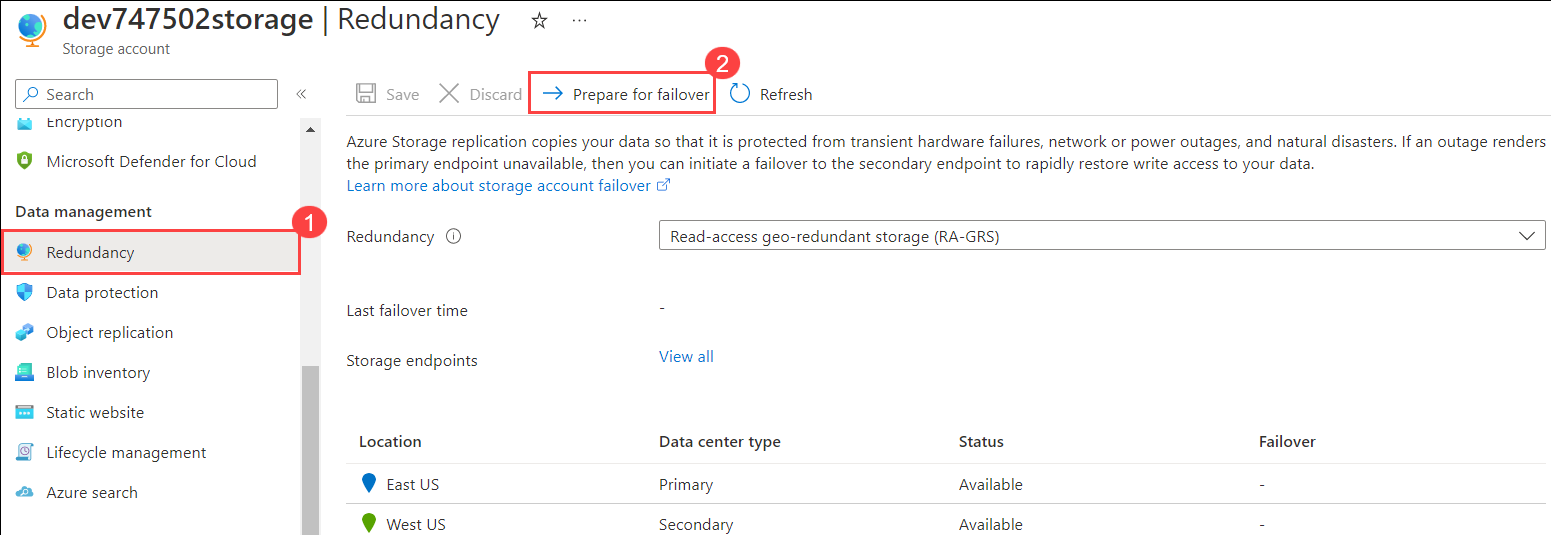 dev747502storage | Redundancy
Storage account
Search
Encryption
Microsoft Defender for Cloud
Data management
1
Redundancy
Data protection
Object replication
Blob inventory
Static website
Lifecycle management
Azure search
2
Save Discard Prepare for failover Refresh
Azure Storage replication copies your data so that it is protected from transient hardware failures, network or power outages, and natural disasters. If an outage renders
the primary endpoint unavailable, then you can initiate a failover to the secondary endpoint to rapidly restore write access to your data.
Learn more about storage account failover
Redundancy Read-access geo-redundant storage (RA-GRS)
Last failover time -
Storage endpoints View all
Location Data center type Status Failover
East US Primary Available -
West US Secondary Available -